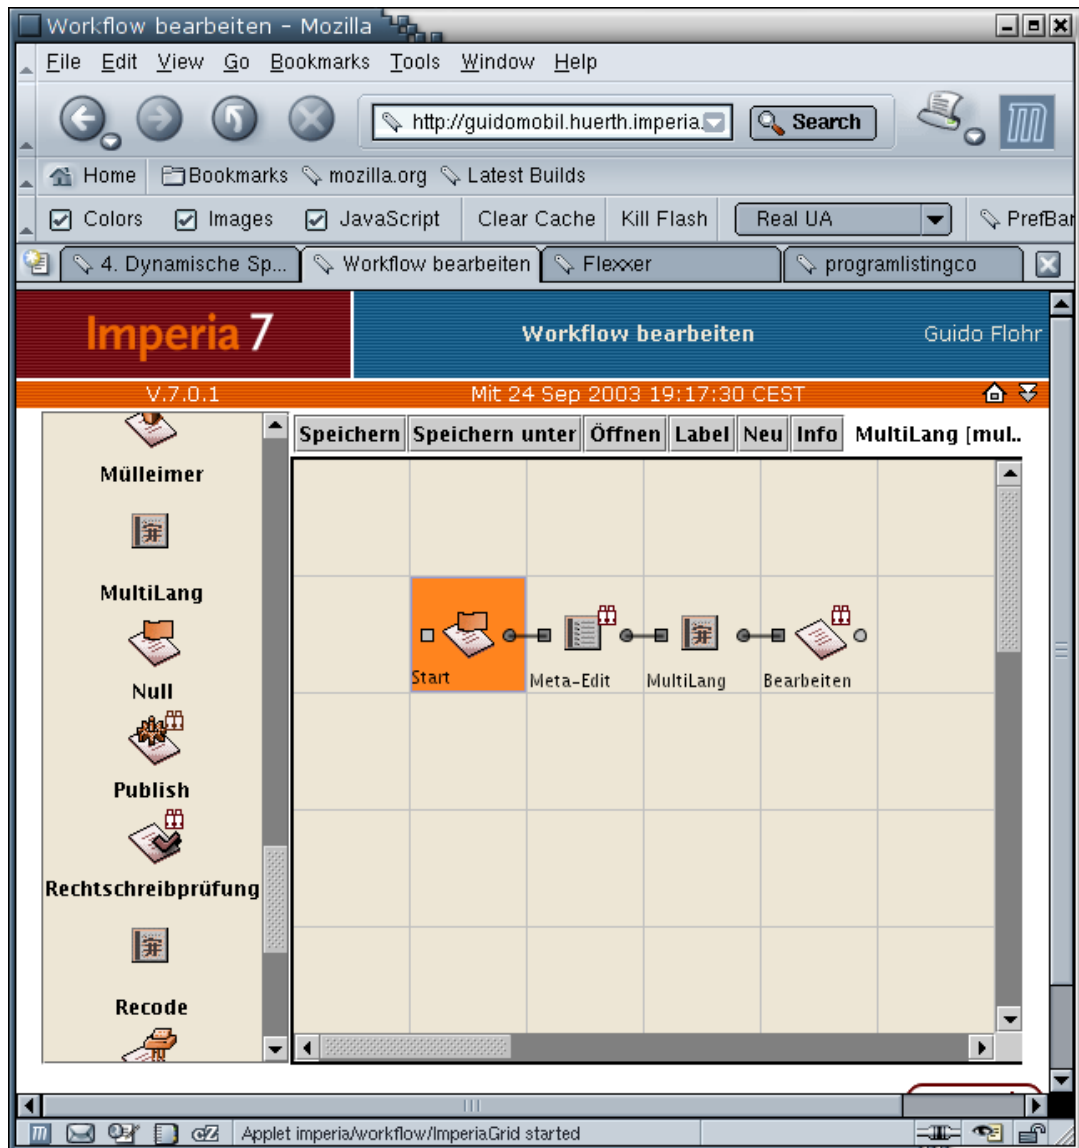 Workflow bearbeiten - Mozilla
File Edit View Go Bookmarks Tools Window Help
http://guidomobil.huerth.imperia. Search
Home Bookmarks mozilla.org Latest Builds
Colors Images JavaScript Clear Cache Kill Flash Real UA PrefBar
4. Dynamische Sp... Workflow bearbeiten Flexxer programlistingco
Imperia 7 Workflow bearbeiten Guido Flohr
V.7.0.1 Mit 24 Sep 2003 19:17:30 CEST
Speichern Speichern unter Öffnen Label Neu Info MultiLang [mul..
Mülleimer
MultiLang
Null
Publish
Rechtschreibprüfung
Recode
Start Meta-Edit MultiLang Bearbeiten
Applet imperia/workflow/ImperiaGrid started